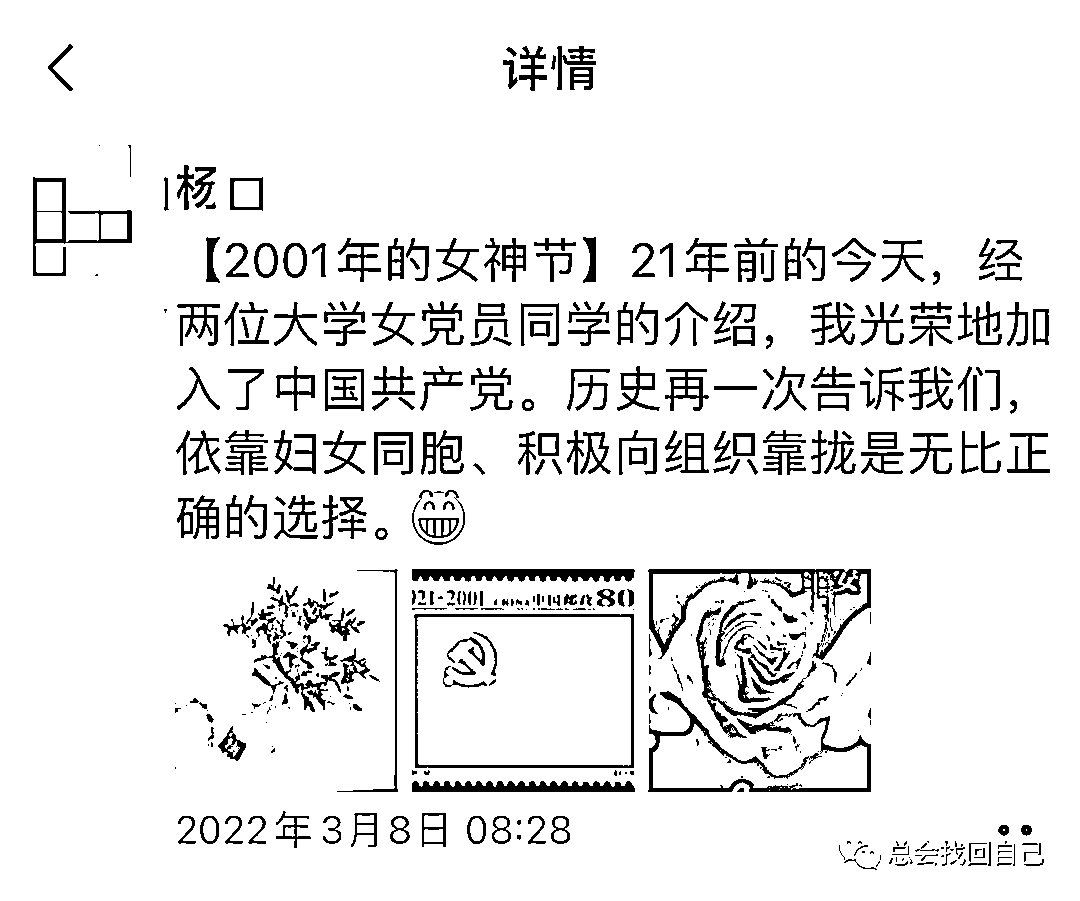 详情
杨
【2001年的女神节】21年前的今天，经
两位大学女党员同学的介绍，我光荣地加
入了中国共产党。历史再一次告诉我们，
依靠妇女同胞、积极向组织靠拢是无比正
确的选择。😁
21-2001 中国邮政 80
2022年3月8日 08:28
总会找回自己